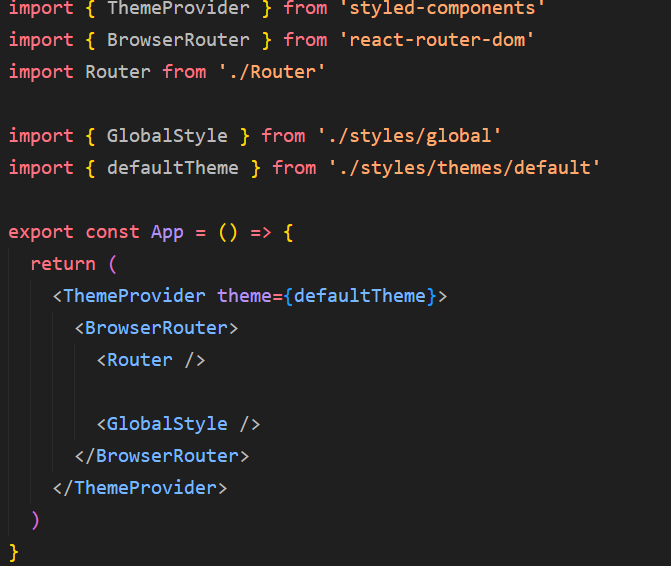 import { ThemeProvider } from 'styled-components'
import { BrowserRouter } from 'react-router-dom'
import Router from './Router'
import { GlobalStyle } from './styles/global'
import { defaultTheme } from './styles/themes/default'
export const App = () => {
return (
<ThemeProvider theme={defaultTheme}>
<BrowserRouter>
<Router />
<GlobalStyle />
</BrowserRouter>
</ThemeProvider>
)
}